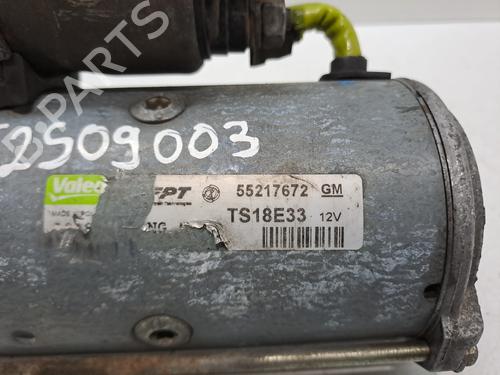 B-PARTS
2509003
Valeo
FPT
55217672 GM
TS18E33 12V